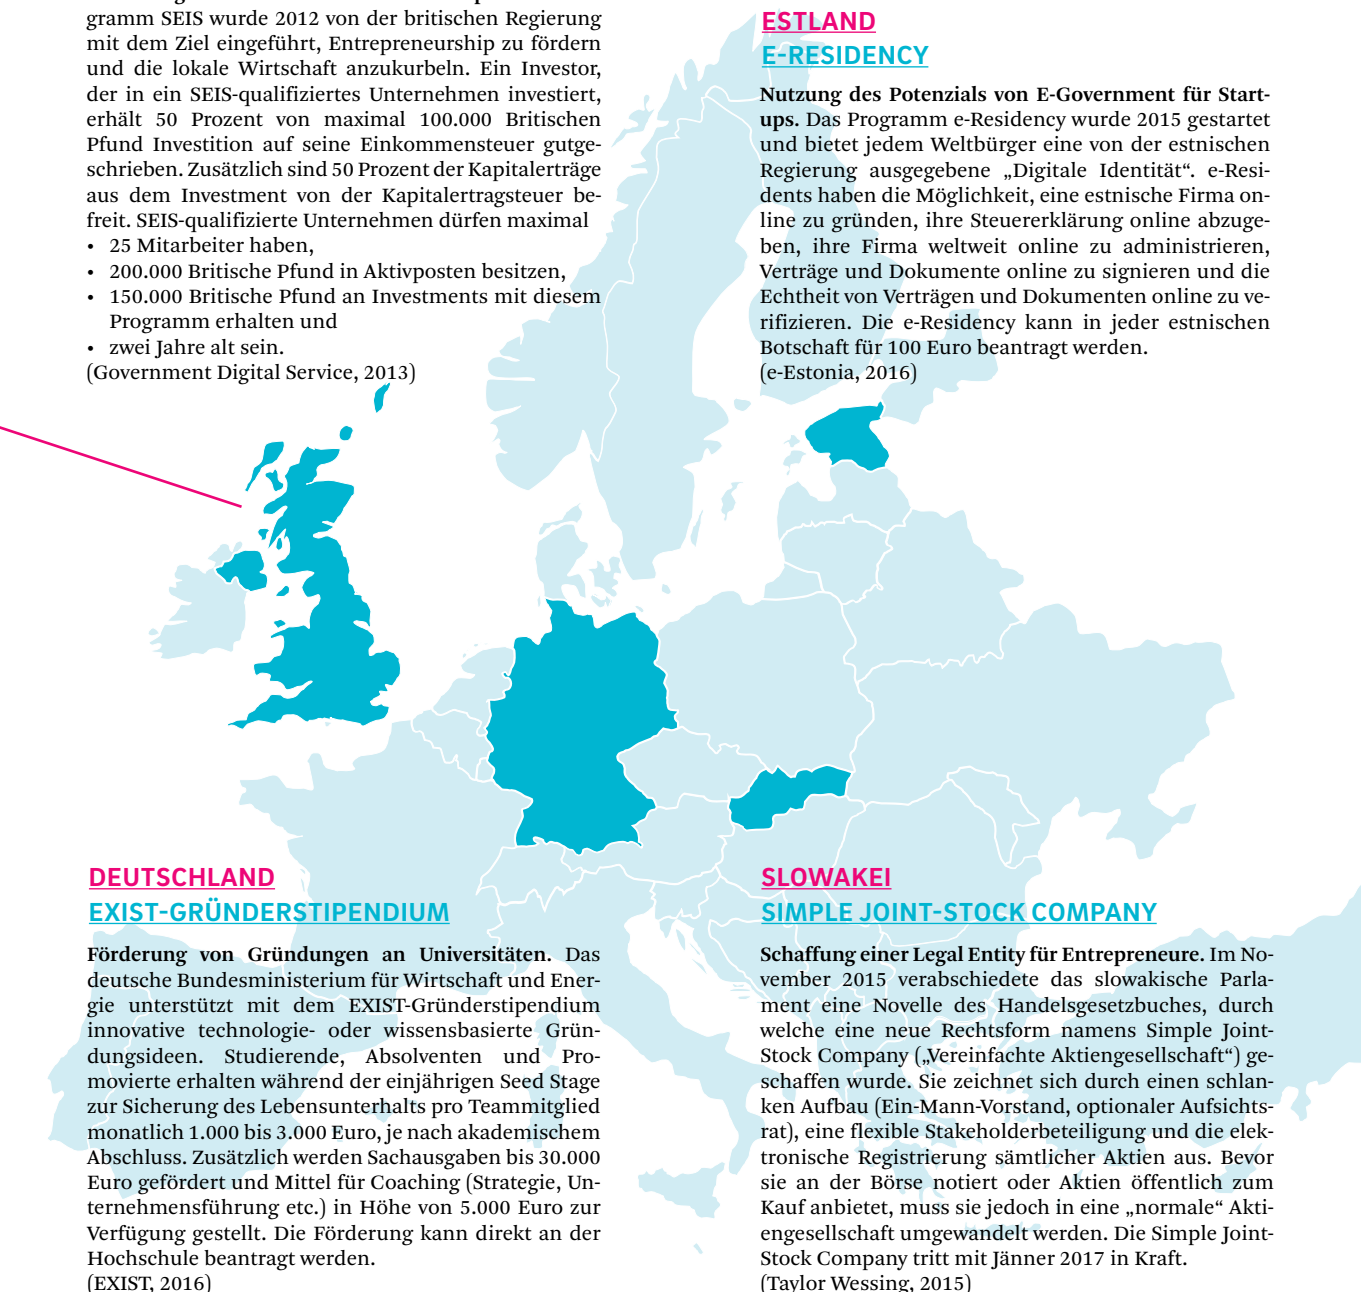 gramm SEIS wurde 2012 von der britischen Regierung
mit dem Ziel eingeführt, Entrepreneurship zu fördern
und die lokale Wirtschaft anzukurbeln. Ein Investor,
der in ein SEIS-qualifiziertes Unternehmen investiert,
erhält 50 Prozent von maximal 100.000 Britischen
Pfund Investition auf seine Einkommensteuer gutge-
schrieben. Zusätzlich sind 50 Prozent der Kapitalerträge
aus dem Investment von der Kapitalertragsteuer be-
freit. SEIS-qualifizierte Unternehmen dürfen maximal
• 25 Mitarbeiter haben,
• 200.000 Britische Pfund in Aktivposten besitzen,
• 150.000 Britische Pfund an Investments mit diesem
Programm erhalten und
• zwei Jahre alt sein.
(Government Digital Service, 2013)
ESTLAND
E-RESIDENCY
Nutzung des Potenzials von E-Government für Start-
ups. Das Programm e-Residency wurde 2015 gestartet
und bietet jedem Weltbürger eine von der estnischen
Regierung ausgegebene „Digitale Identität“. e-Resi-
dents haben die Möglichkeit, eine estnische Firma on-
line zu gründen, ihre Steuererklärung online abzuge-
ben, ihre Firma weltweit online zu administrieren,
Verträge und Dokumente online zu signieren und die
Echtheit von Verträgen und Dokumenten online zu ve-
rifizieren. Die e-Residency kann in jeder estnischen
Botschaft für 100 Euro beantragt werden.
(e-Estonia, 2016)
DEUTSCHLAND
EXIST-GRÜNDERSTIPENDIUM
Förderung von Gründungen an Universitäten. Das
deutsche Bundesministerium für Wirtschaft und Ener-
gie unterstützt mit dem EXIST-Gründerstipendium
innovative technologie- oder wissensbasierte Grün-
dungsideen. Studierende, Absolventen und Pro-
movierte erhalten während der einjährigen Seed Stage
zur Sicherung des Lebensunterhalts pro Teammitglied
monatlich 1.000 bis 3.000 Euro, je nach akademischem
Abschluss. Zusätzlich werden Sachausgaben bis 30.000
Euro gefördert und Mittel für Coaching (Strategie, Un-
ternehmensführung etc.) in Höhe von 5.000 Euro zur
Verfügung gestellt. Die Förderung kann direkt an der
Hochschule beantragt werden.
(EXIST, 2016)
SLOWAKEI
SIMPLE JOINT-STOCK COMPANY
Schaffung einer Legal Entity für Entrepreneure. Im No-
vember 2015 verabschiedete das slowakische Parla-
ment eine Novelle des Handelsgesetzbuches, durch
welche eine neue Rechtsform namens Simple Joint-
Stock Company („Vereinfachte Aktiengesellschaft“) ge-
schaffen wurde. Sie zeichnet sich durch einen schlan-
ken Aufbau (Ein-Mann-Vorstand, optionaler Aufsichts-
rat), eine flexible Stakeholderbeteiligung und die elek-
tronische Registrierung sämtlicher Aktien aus. Bevor
sie an der Börse notiert oder Aktien öffentlich zum
Kauf anbietet, muss sie jedoch in eine „normale“ Akti-
engesellschaft umgewandelt werden. Die Simple Joint-
Stock Company tritt mit Jänner 2017 in Kraft.
(Taylor Wessing, 2015)